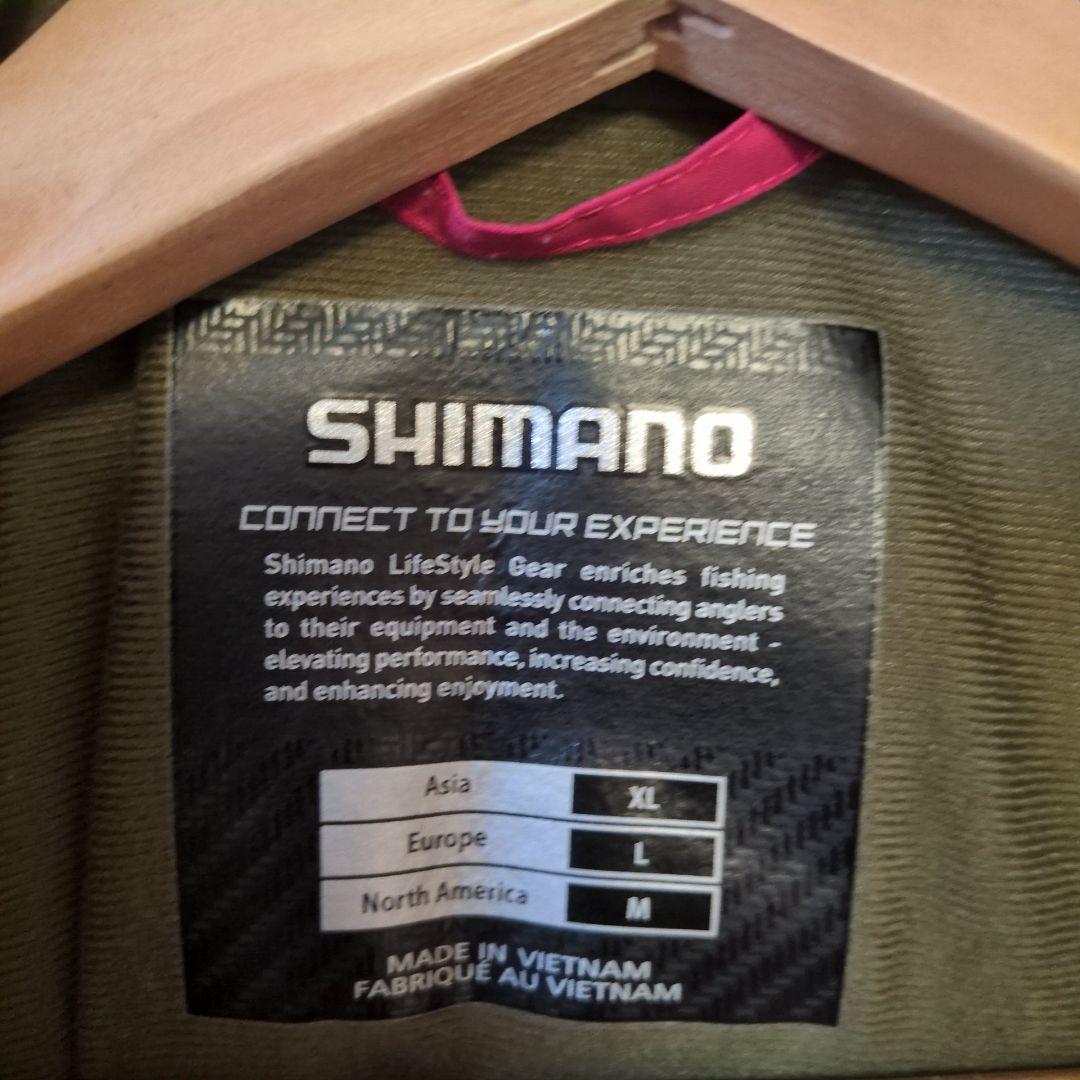 SHIMANO
CONNECT TO YOUR EXPERIENCE
Shimano LifeStyle Gear enriches fishing
experiences by seamlessly connecting anglers
to their equipment and the environment -
elevating performance, increasing confidence,
and enhancing enjoyment.
Asia XL
Europe L
North America M
MADE IN VIETNAM
FABRIQUÉ AU VIETNAM